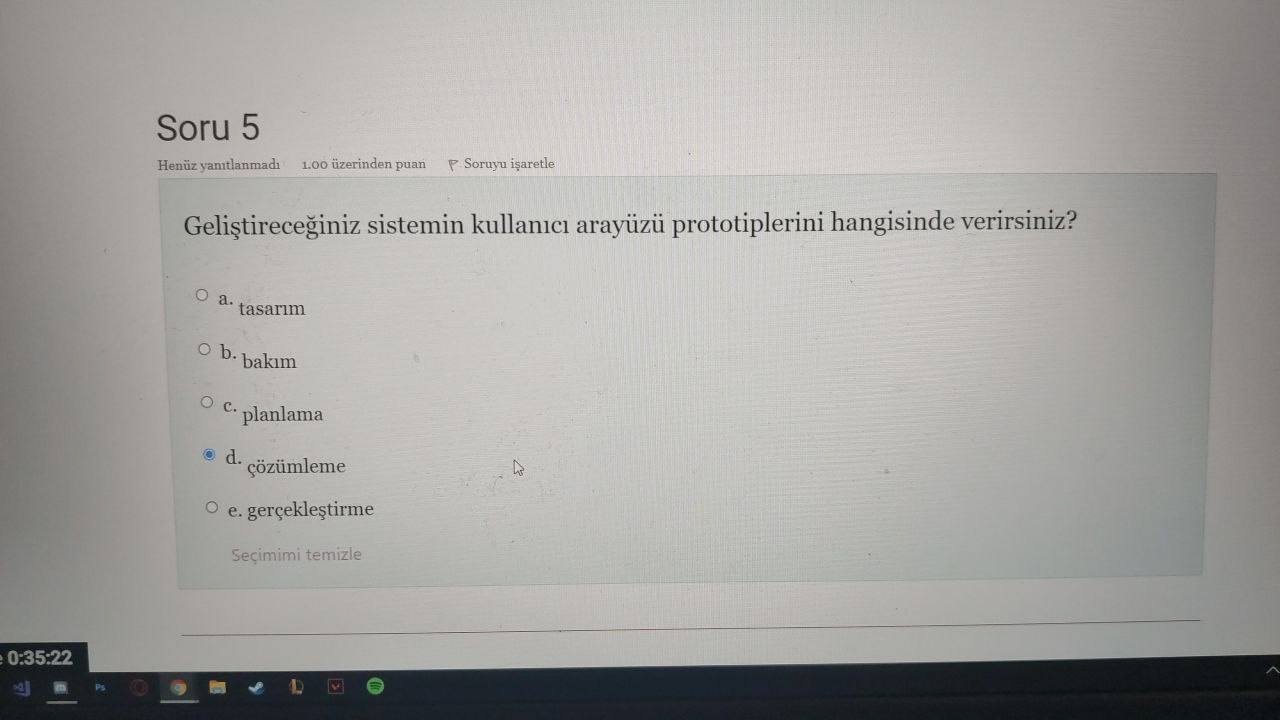 Soru 5
Henüz yanıtlanmadı 1.00 üzerinden puan Soruyu işaretle
Geliştireceğiniz sistemin kullanıcı arayüzü prototiplerini hangisinde verirsiniz?
a. tasarım
b. bakım
c. planlama
d. çözümleme
e. gerçekleştirme
Seçimimi temizle
0:35:22
Ps